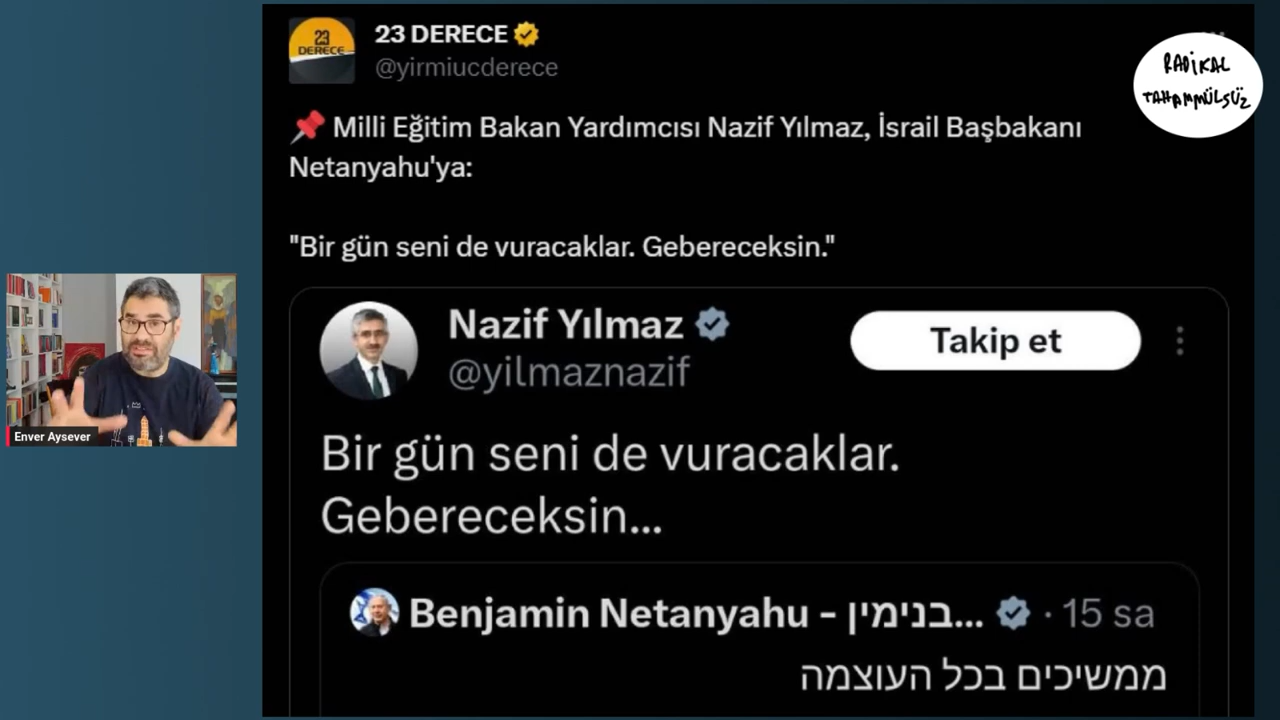 23
DERECE
23 DERECE
@yirmiucderece
RADİKAL
TAHAMMÜLSÜZ
📌 Milli Eğitim Bakan Yardımcısı Nazif Yılmaz, İsrail Başbakanı
Netanyahu'ya:
"Bir gün seni de vuracaklar. Gebereceksin."
Nazif Yılmaz
@yilmaznazif
Takip et
Bir gün seni de vuracaklar.
Gebereceksin...
Benjamin Netanyahu - בנימין... · 15 sa
ממשיכים בכל העוצמה
Enver Aysever